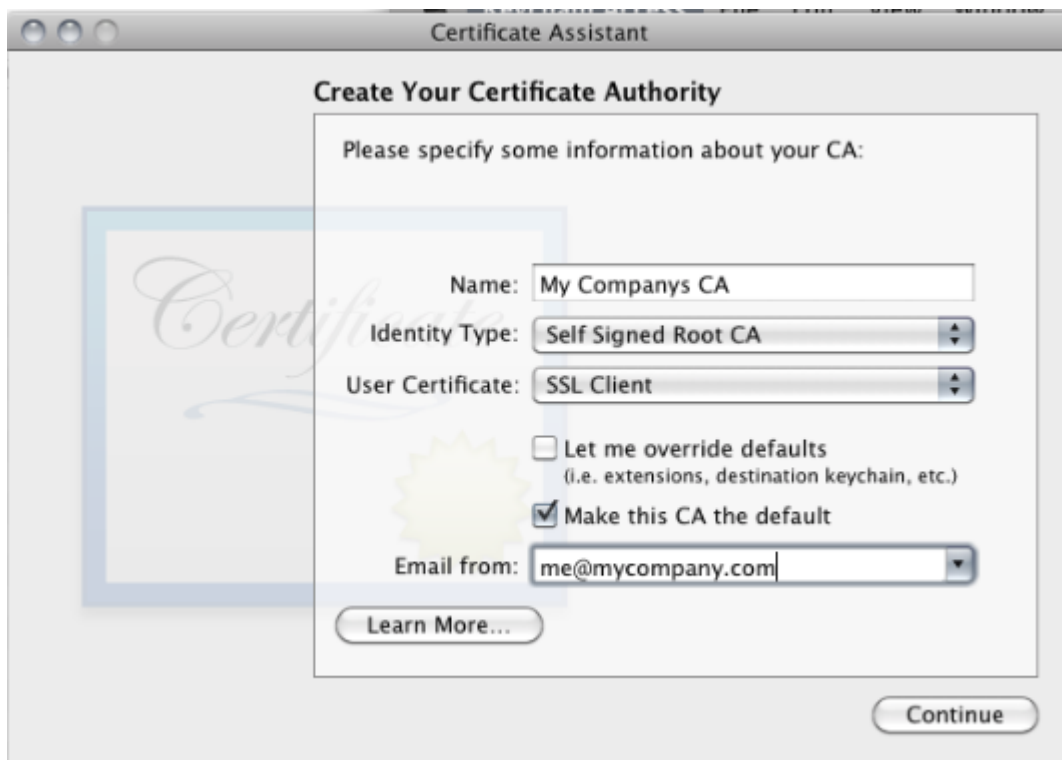 Certificate Assistant
Create Your Certificate Authority
Please specify some information about your CA:
Certificate
Name: My Companys CA
Identity Type: Self Signed Root CA
User Certificate: SSL Client
Let me override defaults
(i.e. extensions, destination keychain, etc.)
Make this CA the default
Email from: me@mycompany.com
Learn More...
Continue